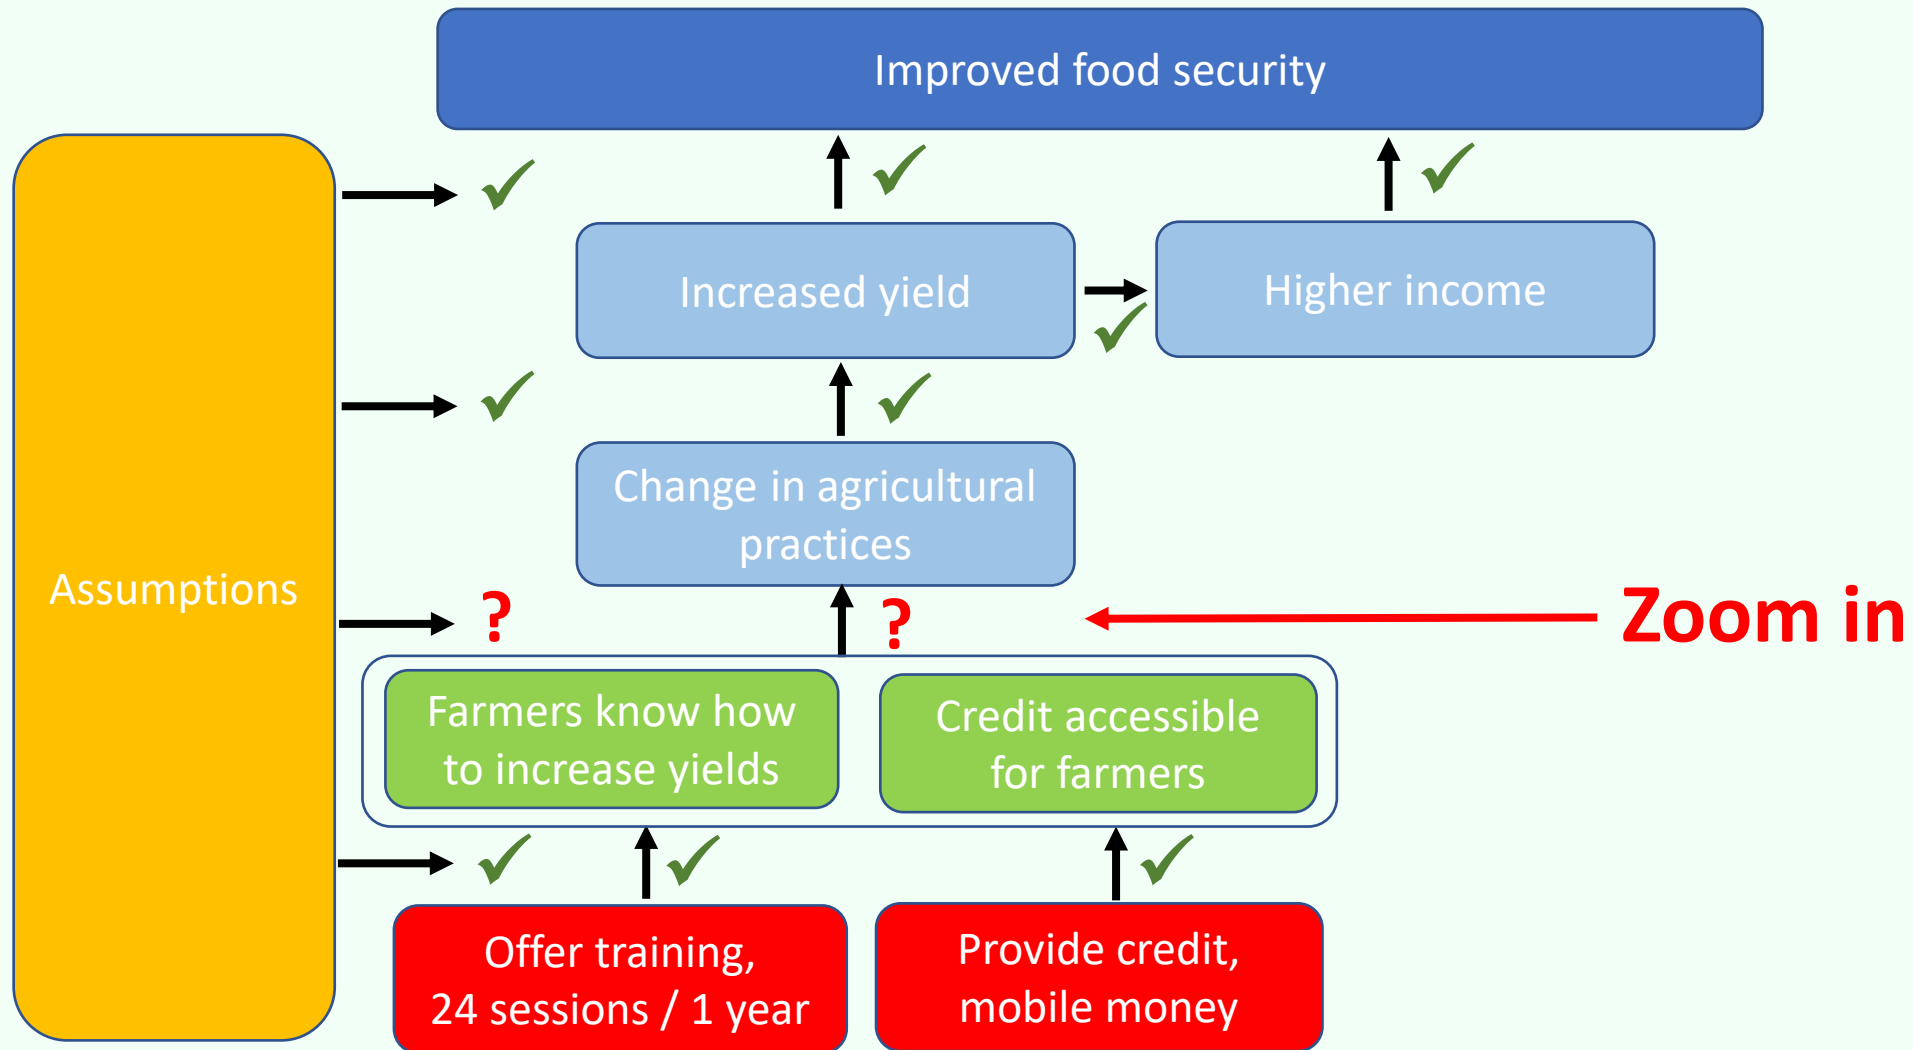 Improved food security
Increased yield
Higher income
Change in agricultural
practices
Assumptions
?
?
Zoom in
Farmers know how
to increase yields
Credit accessible
for farmers
Offer training,
24 sessions / 1 year
Provide credit,
mobile money